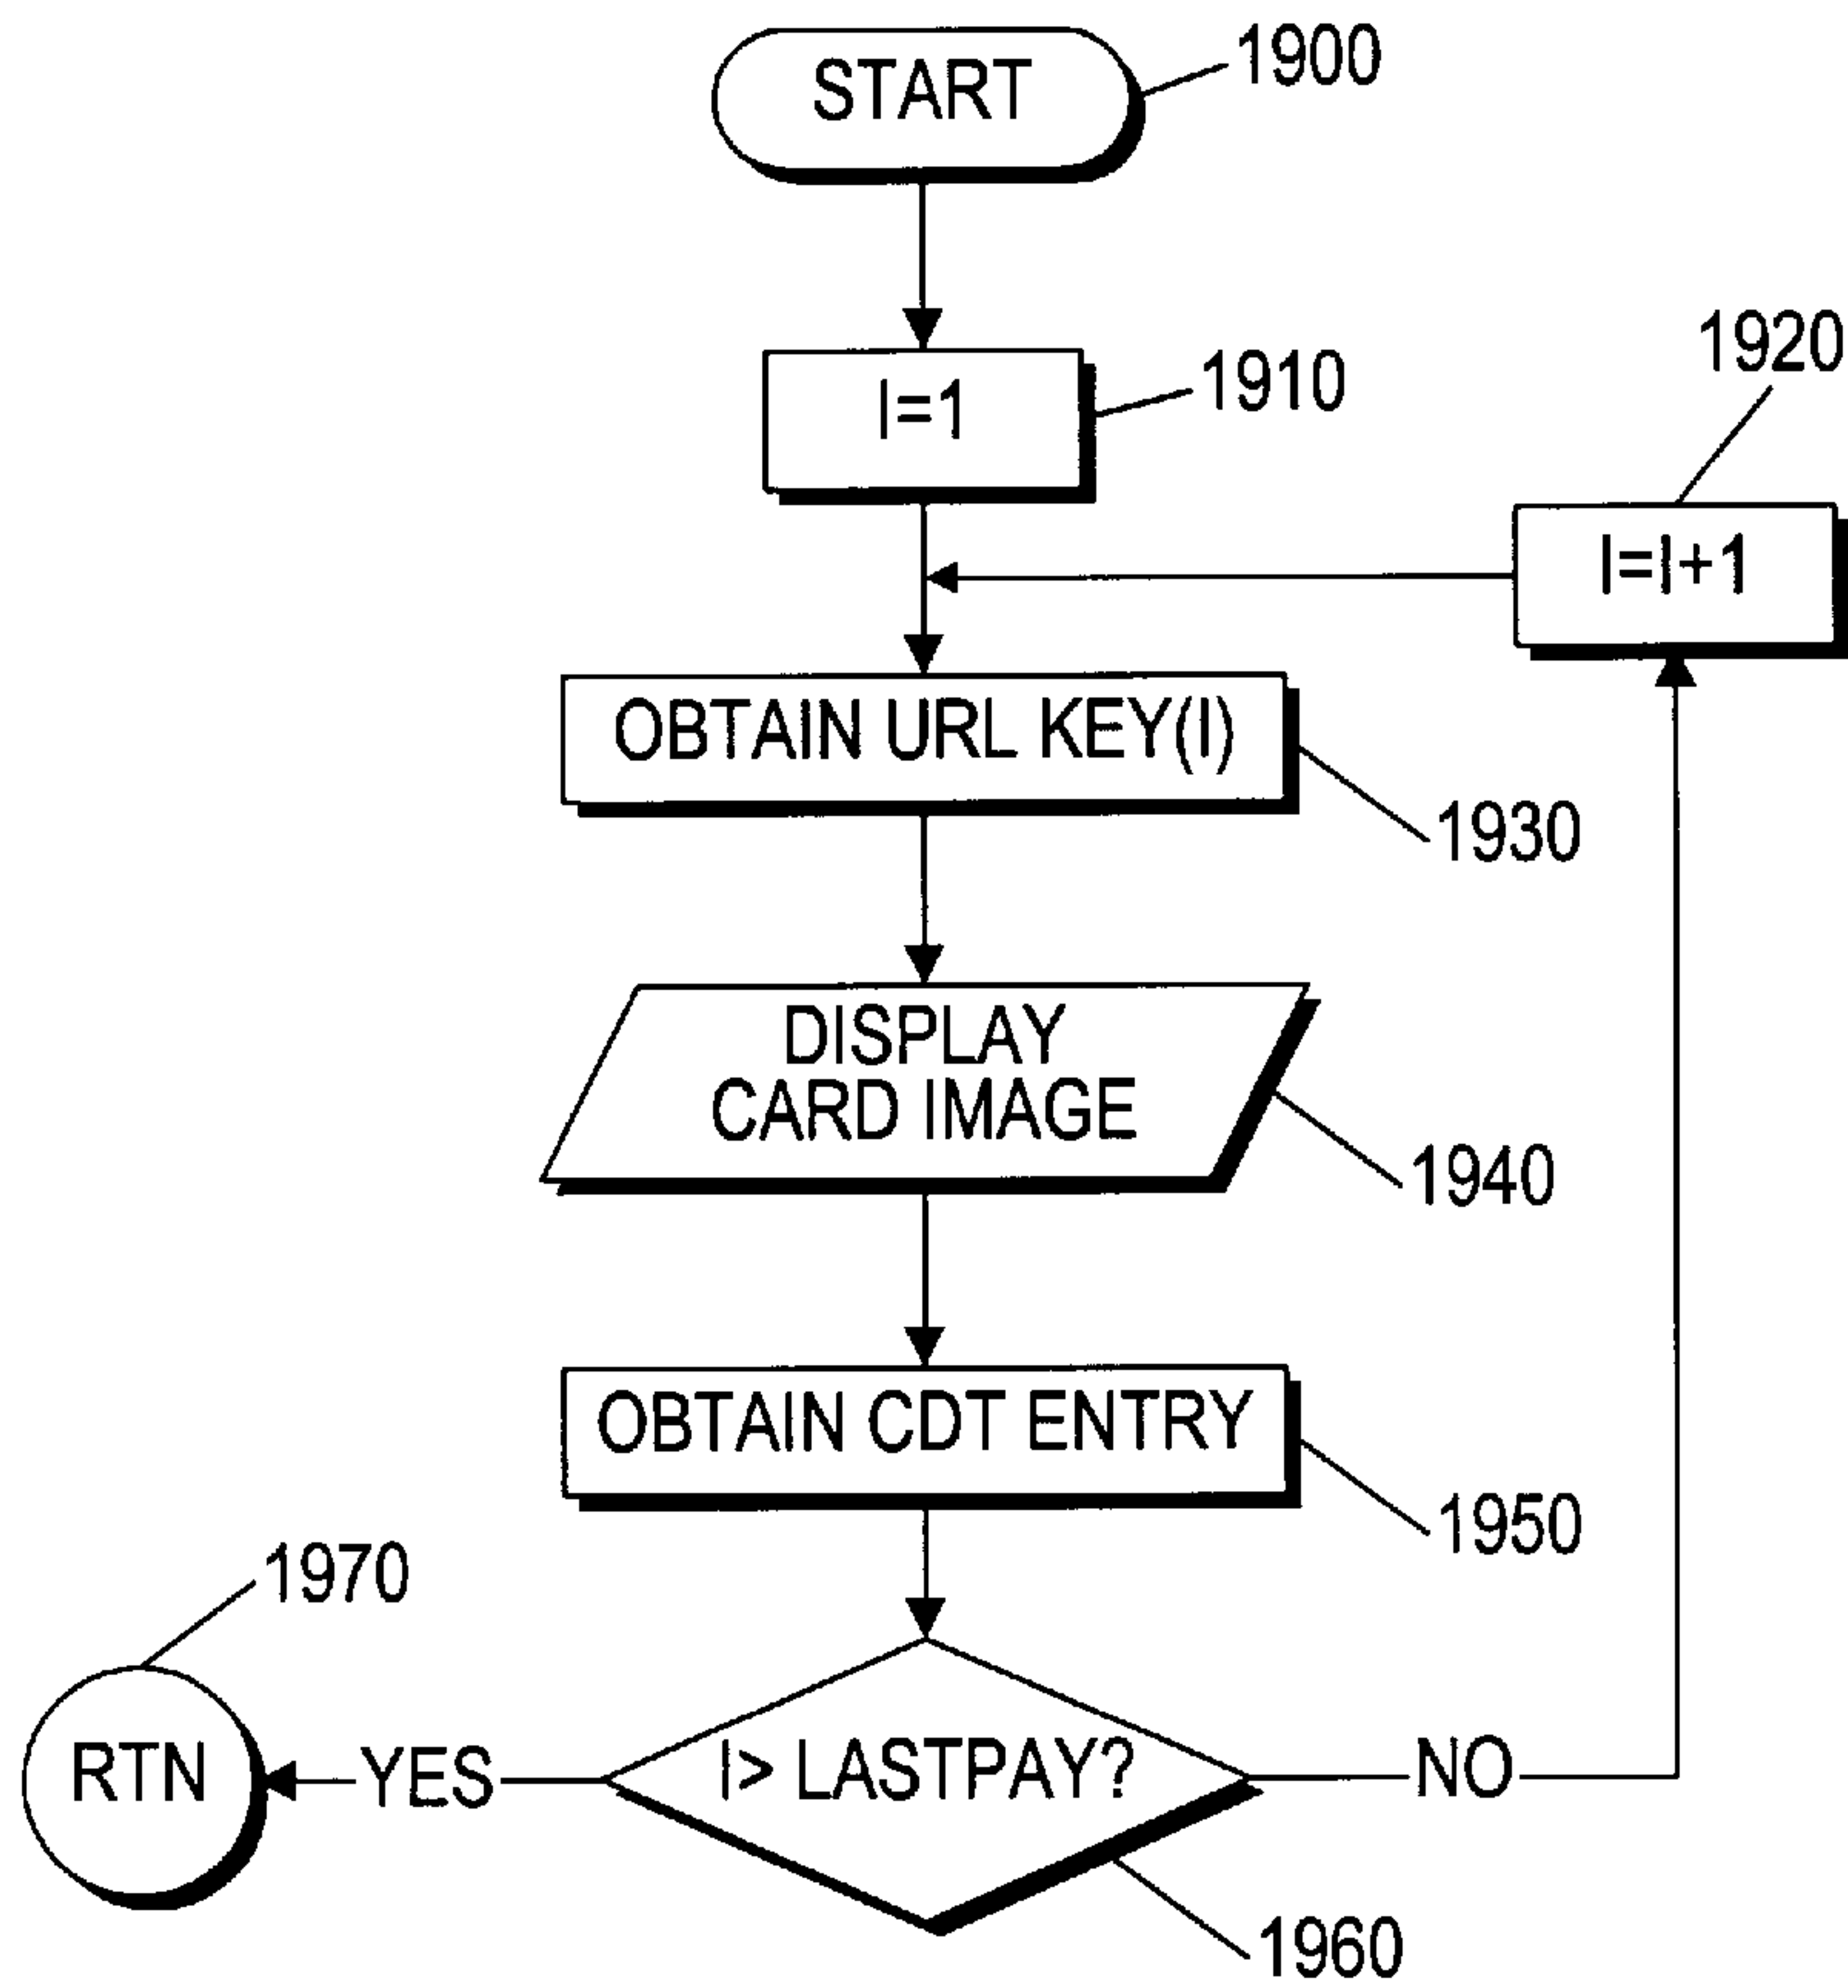 START
1900
I=1
1910
1920
I=I+1
OBTAIN URL KEY(I)
1930
DISPLAY
CARD IMAGE
1940
OBTAIN CDT ENTRY
1950
1970
RTN
YES
I> LASTPAY?
NO
1960